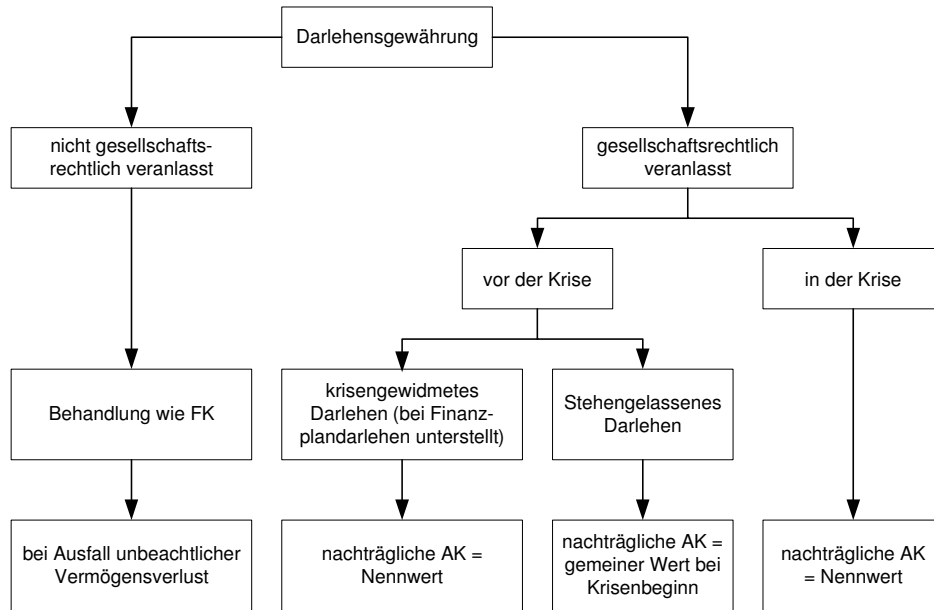 Darlehensgewährung
nicht gesellschafts-
rechtlich veranlasst
gesellschaftsrechtlich
veranlasst
vor der Krise
in der Krise
Behandlung wie FK
krisengewidmetes
Darlehen (bei Finanz-
plandarlehen unterstellt)
Stehengelassenes
Darlehen
bei Ausfall unbeachtlicher
Vermögensverlust
nachträgliche AK =
Nennwert
nachträgliche AK =
gemeiner Wert bei
Krisenbeginn
nachträgliche AK
= Nennwert